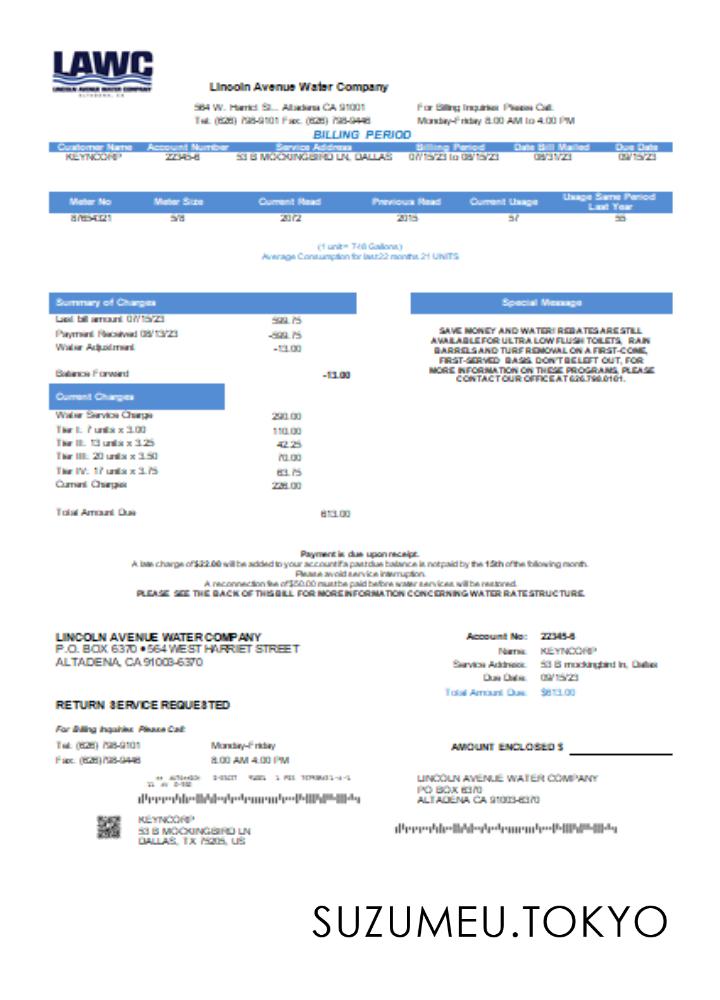 LAWC
LINCOLN AVENUE WATER COMPANY
ALTADENA, CA
Lincoln Avenue Water Company
564 W. Harrict St... Altadena CA 91001
Tel. (626) 798-9101 Fax. (626) 798-9446
For Billing Inquiries Please Call:
Monday-Friday 8.00 AM to 4.00 PM
BILLING PERIOD
Customer Name Account Number Service Address Billing Period Date Bill Mailed Due Date
KEYNCORP 22345-6 53 B MOCKINGBIRD LN, DALLAS 07/15/23 to 08/15/23 08/31/23 09/15/23
Meter No Meter Size Current Read Previous Read Current Usage Usage Same Period Last Year
87654321 5/8 2072 2015 57 55
(1 unit= 748 Gallons)
Average Consumption for last 22 months 21 UNITS
Summary of Charges
Last bill amount 07/15/23 599.75
Payment Received 08/13/23 -599.75
Water Adjustment -13.00
Balance Forward -13.00
Special Message
SAVE MONEY AND WATER! REBATES ARE STILL
AVAILABLE FOR ULTRA LOW FLUSH TOILETS, RAIN
BARRELS AND TURF REMOVAL ON A FIRST-COME,
FIRST-SERVED BASIS. DON'T BE LEFT OUT, FOR
MORE INFORMATION ON THESE PROGRAMS, PLEASE
CONTACT OUR OFFICE AT 626.798.9101.
Current Charges
Water Service Charge 290.00
Tier I: 7 units x 3.00 110.00
Tier II: 13 units x 3.25 42.25
Tier III: 20 units x 3.50 70.00
Tier IV: 17 units x 3.75 63.75
Current Charges 226.00
Total Amount Due 613.00
Payment is due upon receipt.
A late charge of $22.00 will be added to your account if a past due balance is not paid by the 15th of the following month.
Please avoid service interruption.
A reconnection fee of $50.00 must be paid before water services will be restored.
PLEASE SEE THE BACK OF THIS BILL FOR MORE INFORMATION CONCERNING WATER RATE STRUCTURE.
LINCOLN AVENUE WATER COMPANY
P.O. BOX 6370 • 564 WEST HARRIET STREET
ALTADENA, CA 91003-6370
Account No: 22345-6
Name: KEYNCORP
Service Address: 53 B mockingbird ln, Dallas
Due Date: 09/15/23
Total Amount Due: $613.00
RETURN SERVICE REQUESTED
For Billing Inquiries Please Call:
Tel. (626) 798-9101 Monday-Friday
Fax. (626)798-9446 8.00 AM 4.00 PM
AMOUNT ENCLOSED $
LINCOLN AVENUE WATER COMPANY
PO BOX 6370
ALTADENA CA 91003-6370
KEYNCORP
53 B MOCKINGBIRD LN
DALLAS, TX 75205, US
SUZUMEU.TOKYO